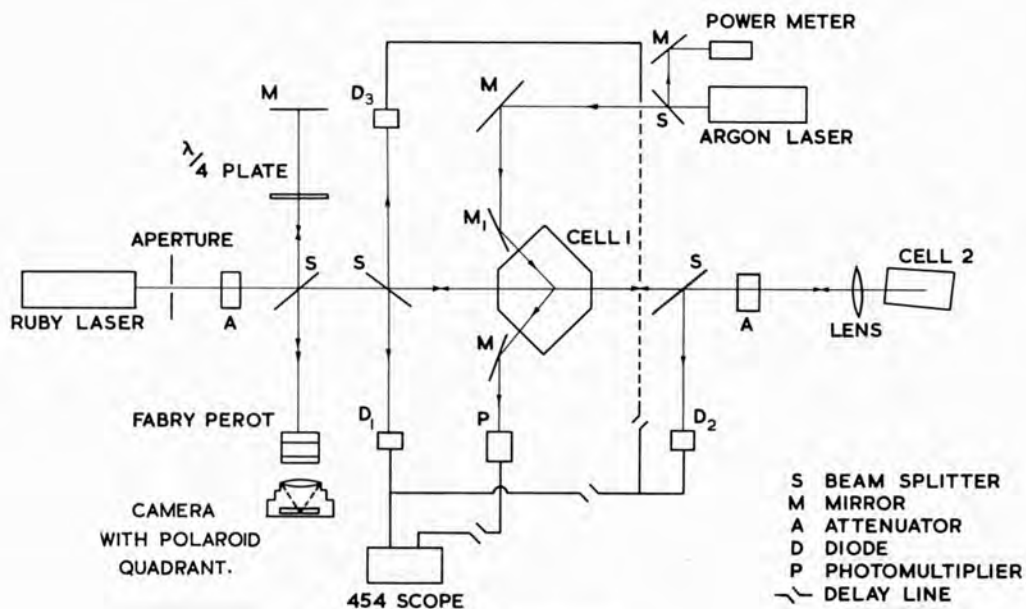 POWER METER
M
M
D3
M
S
ARGON LASER
λ/4 PLATE
M1
CELL 1
APERTURE
S
S
S
CELL 2
RUBY LASER
A
A
LENS
M
FABRY PEROT
D1
P
D2
CAMERA
WITH POLAROID
QUADRANT.
454 SCOPE
S BEAM SPLITTER
M MIRROR
A ATTENUATOR
D DIODE
P PHOTOMULTIPLIER
DELAY LINE